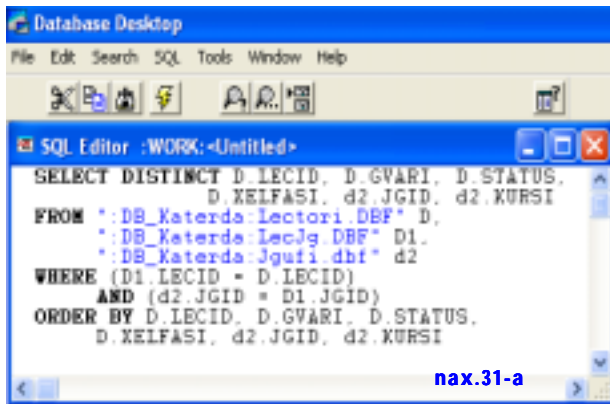 Database Desktop
File Edit Search SQL Tools Window Help
SQL Editor :WORK:<Untitled>
SELECT DISTINCT D.LECID, D.GVARI, D.STATUS,
D.XELFASI, d2.JGID, d2.KURSI
FROM ":DB_Katerda:Lectori.DBF" D,
":DB_Katerda:LecJg.DBF" D1,
":DB_Katerda:Jgufi.dbf" d2
WHERE (D1.LECID = D.LECID)
AND (d2.JGID = D1.JGID)
ORDER BY D.LECID, D.GVARI, D.STATUS,
D.XELFASI, d2.JGID, d2.KURSI
nax.31-a